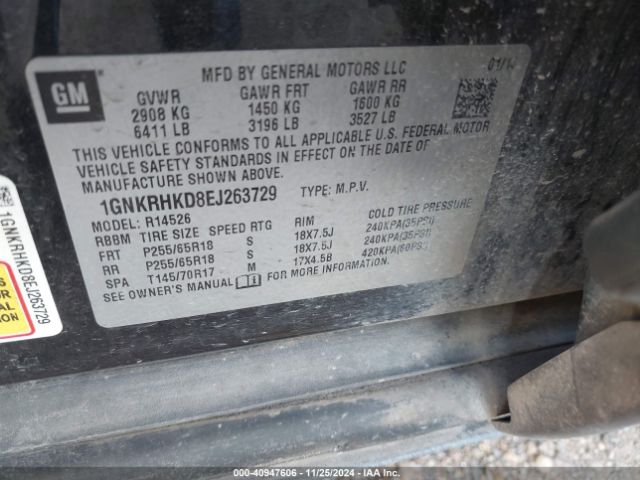 GM
MFD BY GENERAL MOTORS LLC
GVWR GAWR FRT GAWR RR
2908 KG 1450 KG 1600 KG
6411 LB 3196 LB 3527 LB
THIS VEHICLE CONFORMS TO ALL APPLICABLE U.S. FEDERAL MOTOR
VEHICLE SAFETY STANDARDS IN EFFECT ON THE DATE OF
MANUFACTURE SHOWN ABOVE.
1GNKRHKD8EJ263729 TYPE: M.P.V.
MODEL: R14526
RBBM TIRE SIZE SPEED RTG RIM COLD TIRE PRESSURE
FRT P255/65R18 S 18X7.5J 240KPA(35PSI)
RR P255/65R18 S 18X7.5J 240KPA(35PSI)
SPA T145/70R17 M 17X4.5B 420KPA(60PSI)
SEE OWNER'S MANUAL FOR MORE INFORMATION.
1GNKRHKD8EJ263729
000-40947606 - 11/25/2024 - IAA Inc.